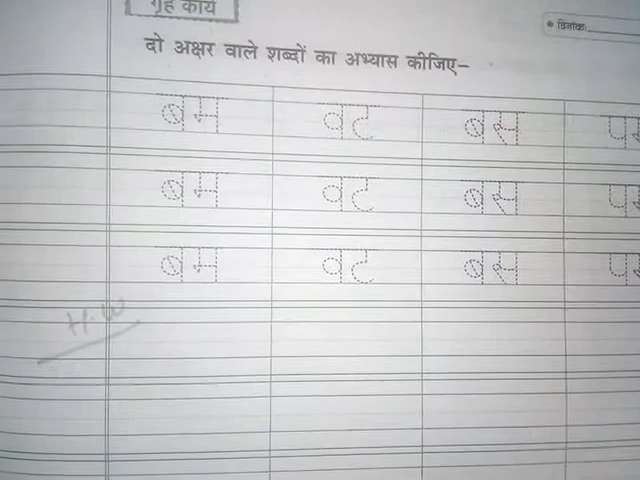 गृह कार्य
दिनांक:
दो अक्षर वाले शब्दों का अभ्यास कीजिए–
बम वट बस
बम वट बस
बम वट बस
H.W